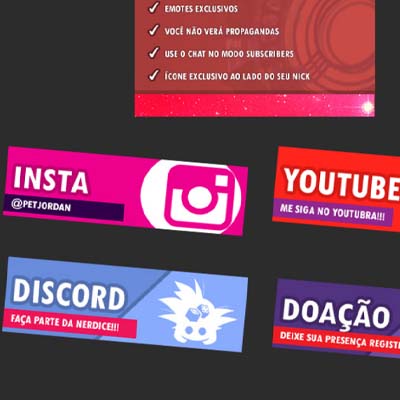 EMOTES EXCLUSIVOS
VOCÊ NÃO VERÁ PROPAGANDAS
USE O CHAT NO MODO SUBSCRIBERS
ÍCONE EXCLUSIVO AO LADO DO SEU NICK
INSTA
@PETJORDAN
YOUTUBE
ME SIGA NO YOUTUBRA!!!
DISCORD
FAÇA PARTE DA NERDICE!!!
DOAÇÃO
DEIXE SUA PRESENÇA REGIST